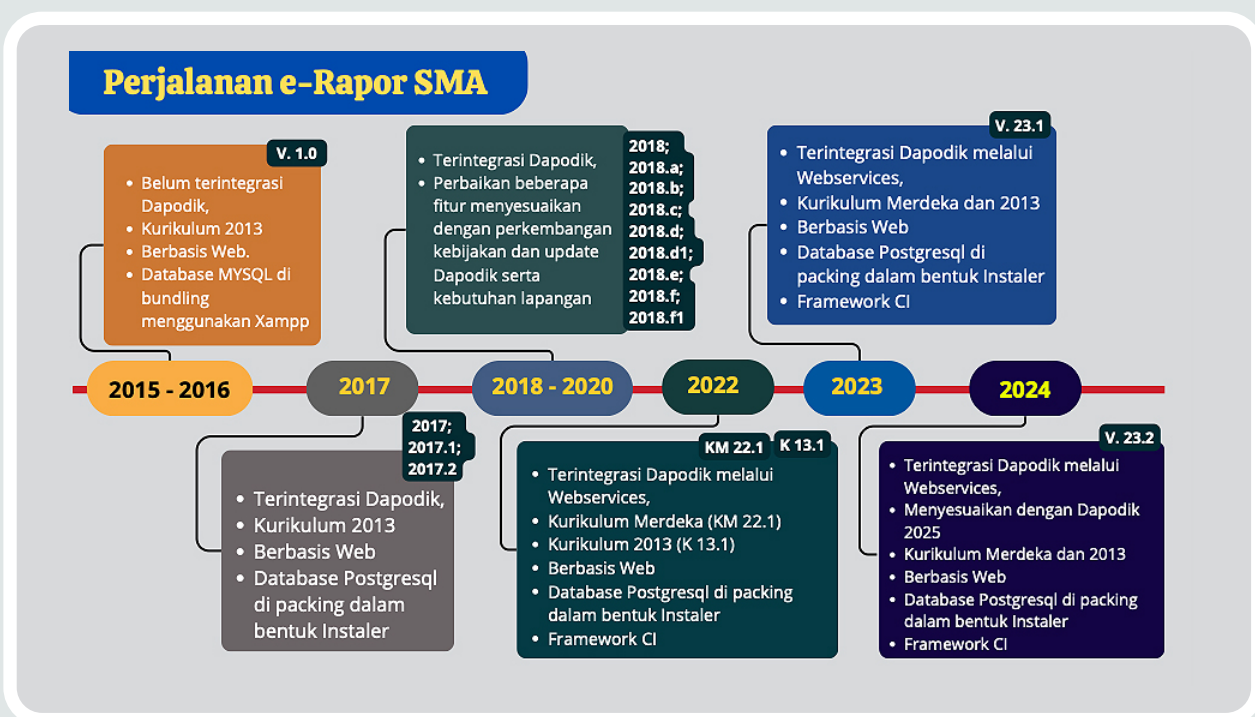 Perjalanan e-Rapor SMA
V. 1.0
• Belum terintegrasi
Dapodik,
• Kurikulum 2013
• Berbasis Web.
• Database MYSQL di
bundling
menggunakan Xampp
• Terintegrasi Dapodik,
• Perbaikan beberapa
fitur menyesuaikan
dengan perkembangan
kebijakan dan update
Dapodik serta
kebutuhan lapangan
2018;
2018.a;
2018.b;
2018.c;
2018.d;
2018.d1;
2018.e;
2018.f;
2018.f1
V. 23.1
• Terintegrasi Dapodik melalui
Webservices,
• Kurikulum Merdeka dan 2013
• Berbasis Web
• Database Postgresql di
packing dalam bentuk Instaler
• Framework CI
2015 - 2016
2017
2018 - 2020
2022
2023
2024
2017;
2017.1;
2017.2
• Terintegrasi Dapodik,
• Kurikulum 2013
• Berbasis Web
• Database Postgresql
di packing dalam
bentuk Instaler
KM 22.1
K 13.1
• Terintegrasi Dapodik melalui
Webservices,
• Kurikulum Merdeka (KM 22.1)
• Kurikulum 2013 (K 13.1)
• Berbasis Web
• Database Postgresql di packing
dalam bentuk Instaler
• Framework CI
V. 23.2
• Terintegrasi Dapodik melalui
Webservices,
• Menyesuaikan dengan Dapodik
2025
• Kurikulum Merdeka dan 2013
• Berbasis Web
• Database Postgresql di packing
dalam bentuk Instaler
• Framework CI